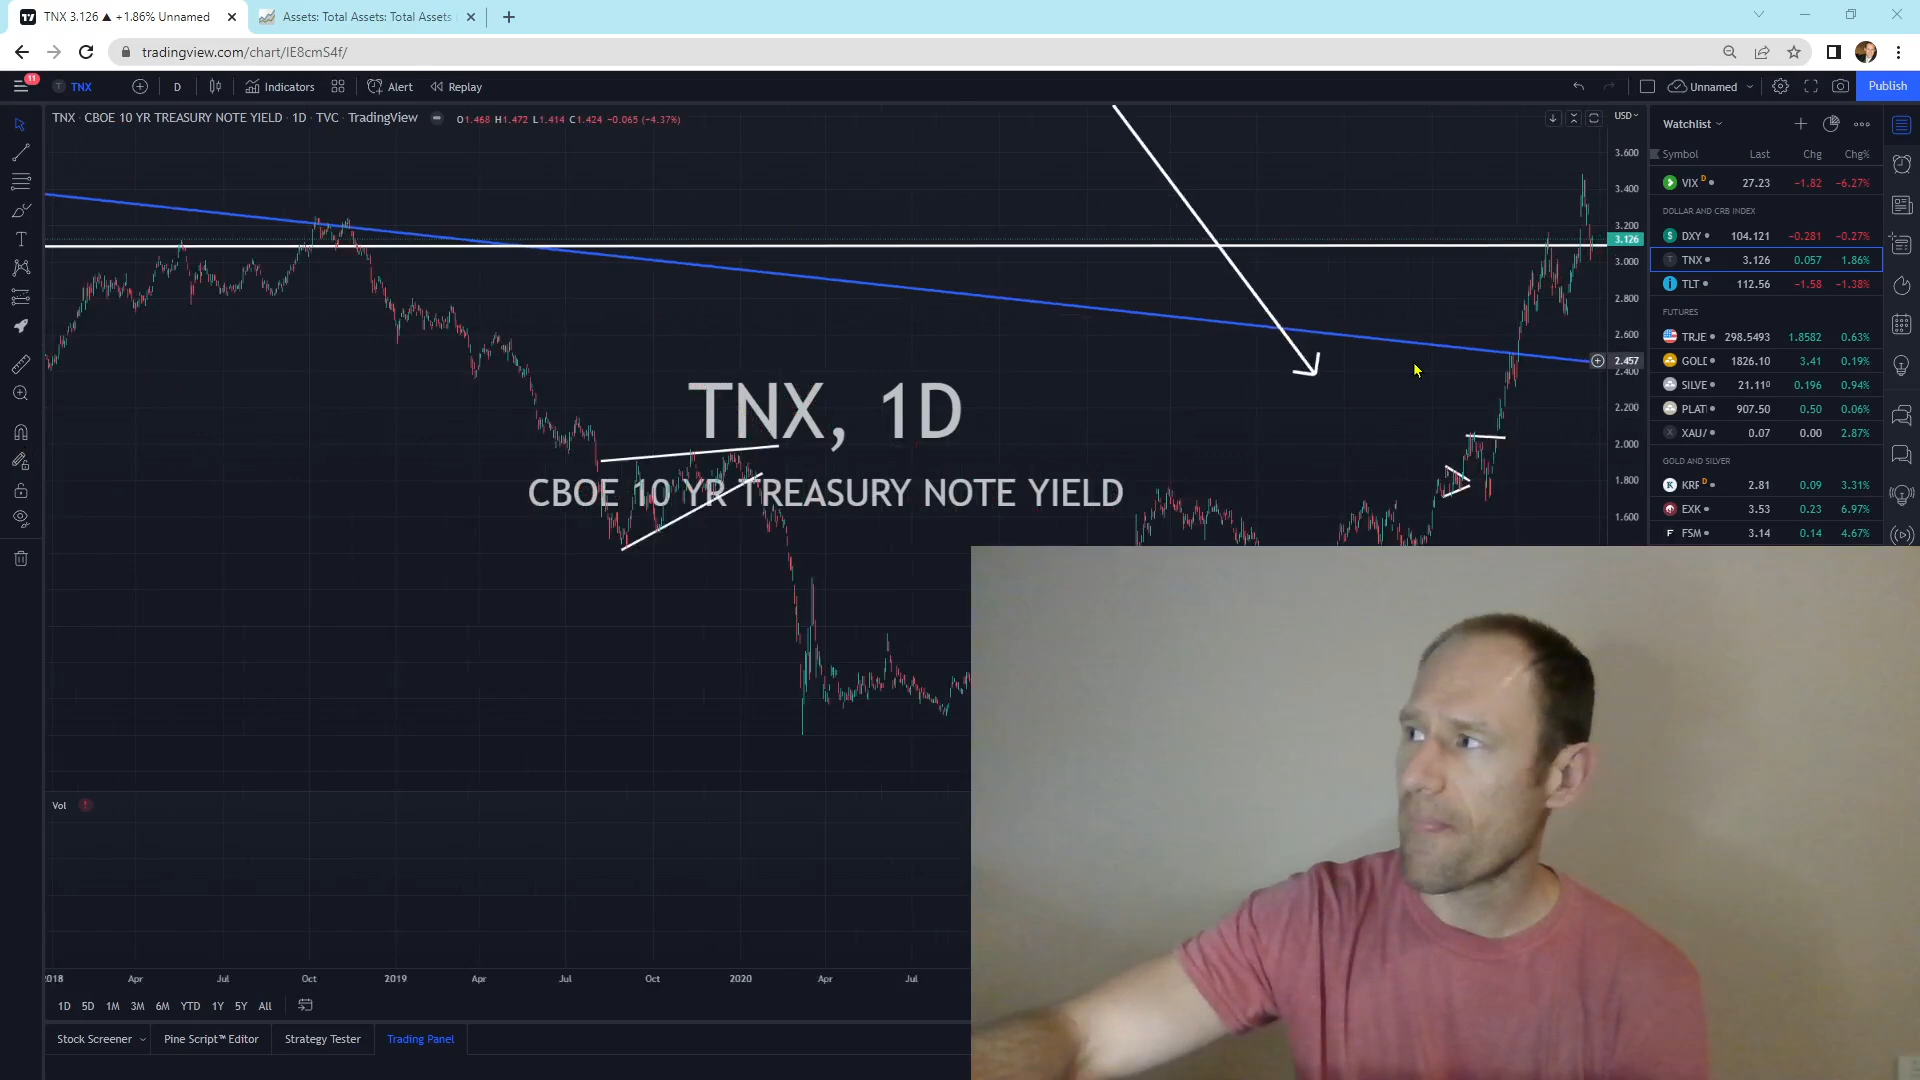 TNX 3.126 ▲ +1.86% Unnamed
Assets: Total Assets: Total Assets
tradingview.com/chart/IE8cmS4f/
11
TNX
D
Indicators
Alert
Replay
Unnamed
Publish
TNX · CBOE 10 YR TREASURY NOTE YIELD · 1D · TVC · TradingView
O1.468 H1.472 L1.414 C1.424 −0.065 (−4.37%)
USD
3.600
3.400
3.200
3.126
3.000
2.800
2.600
2.457
2.400
2.200
2.000
1.800
1.600
TNX, 1D
CBOE 10 YR TREASURY NOTE YIELD
Vol
2018 Apr Jul Oct 2019 Apr Jul Oct 2020 Apr Jul
1D 5D 1M 3M 6M YTD 1Y 5Y All
Stock Screener Pine Script™ Editor Strategy Tester Trading Panel
Watchlist
Symbol Last Chg Chg%
VIX D 27.23 −1.82 −6.27%
DOLLAR AND CRB INDEX
DXY 104.121 −0.281 −0.27%
TNX 3.126 0.057 1.86%
TLT 112.56 −1.58 −1.38%
FUTURES
TRJE 298.5493 1.8582 0.63%
GOLD 1826.10 3.41 0.19%
SILVE 21.110 0.196 0.94%
PLATI 907.50 0.50 0.06%
XAU/ 0.07 0.00 2.87%
GOLD AND SILVER
KRR D 2.81 0.09 3.31%
EXK 3.53 0.23 6.97%
FSM 3.14 0.14 4.67%